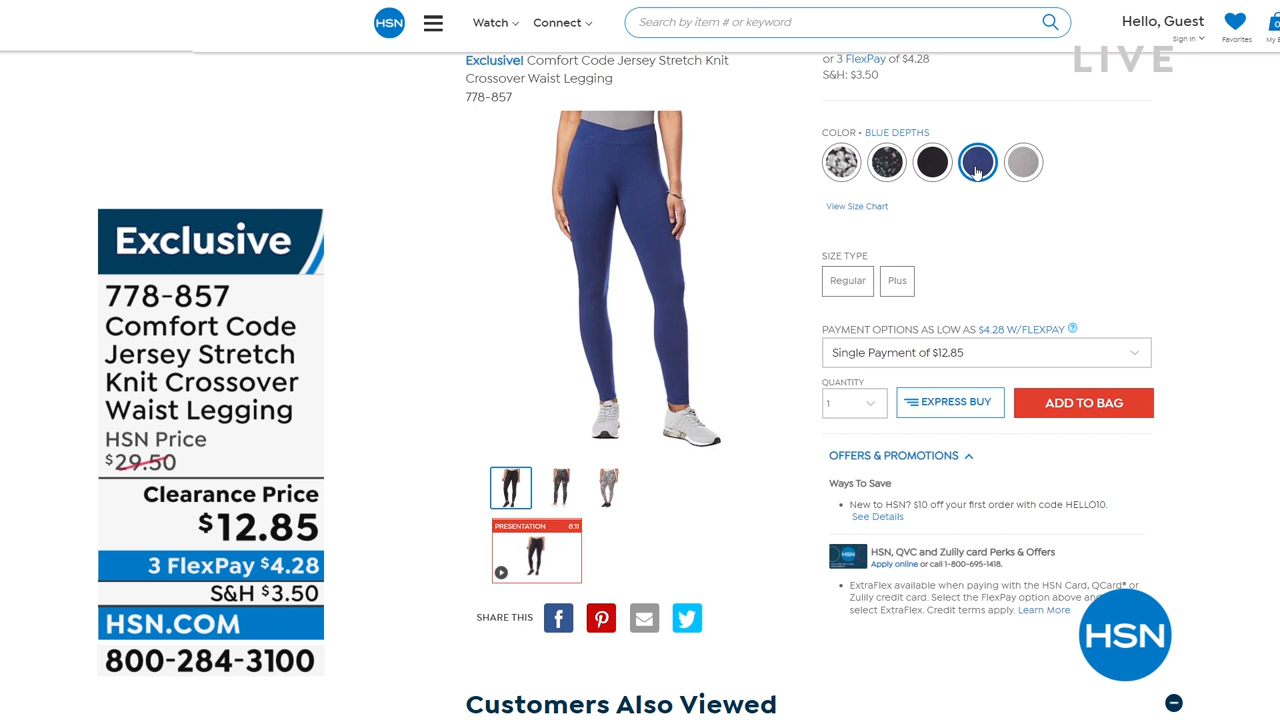 HSN
Watch
Connect
Search by item # or keyword
Hello, Guest
Sign In
Favorites
0
LIVE
Exclusive! Comfort Code Jersey Stretch Knit
Crossover Waist Legging
778-857
or 3 FlexPay of $4.28
S&H: $3.50
COLOR • BLUE DEPTHS
View Size Chart
SIZE TYPE
Regular
Plus
PAYMENT OPTIONS AS LOW AS $4.28 W/FLEXPAY ?
Single Payment of $12.85
QUANTITY
1
EXPRESS BUY
ADD TO BAG
OFFERS & PROMOTIONS
Ways To Save
• New to HSN? $10 off your first order with code HELLO10.
See Details
HSN
HSN, QVC and Zulily card Perks & Offers
Apply online or call 1-800-695-1418.
• ExtraFlex available when paying with the HSN Card, QCard® or
Zulily credit card. Select the FlexPay option above and
select ExtraFlex. Credit terms apply. Learn More
HSN
PRESENTATION 8:11
SHARE THIS
Customers Also Viewed
Exclusive
778-857
Comfort Code
Jersey Stretch
Knit Crossover
Waist Legging
HSN Price
$29.50
Clearance Price
$12.85
3 FlexPay $4.28
S&H $3.50
HSN.COM
800-284-3100